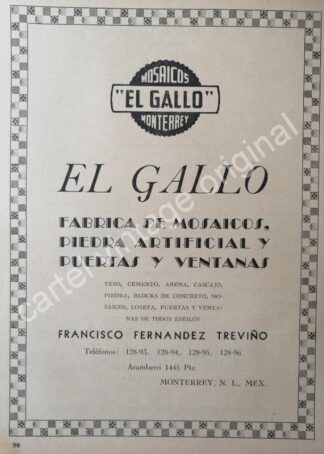 MOSAICOS
"EL GALLO"
MONTERREY
EL GALLO
FABRICA DE MOSAICOS,
PIEDRA ARTIFICIAL Y
PUERTAS Y VENTANAS
YESO, CEMENTO, ARENA, CASCAJO,
PIEDRA, BLOCKS DE CONCRETO, MO-
SAICOS, LOSETA, PUERTAS Y VENTA-
NAS DE TODOS ESTILOS
FRANCISCO FERNANDEZ TREVIÑO
Teléfonos: 128-93, 128-94, 128-95, 128-96
Aramberri 1445 Pte.
MONTERREY, N. L., MEX.
90